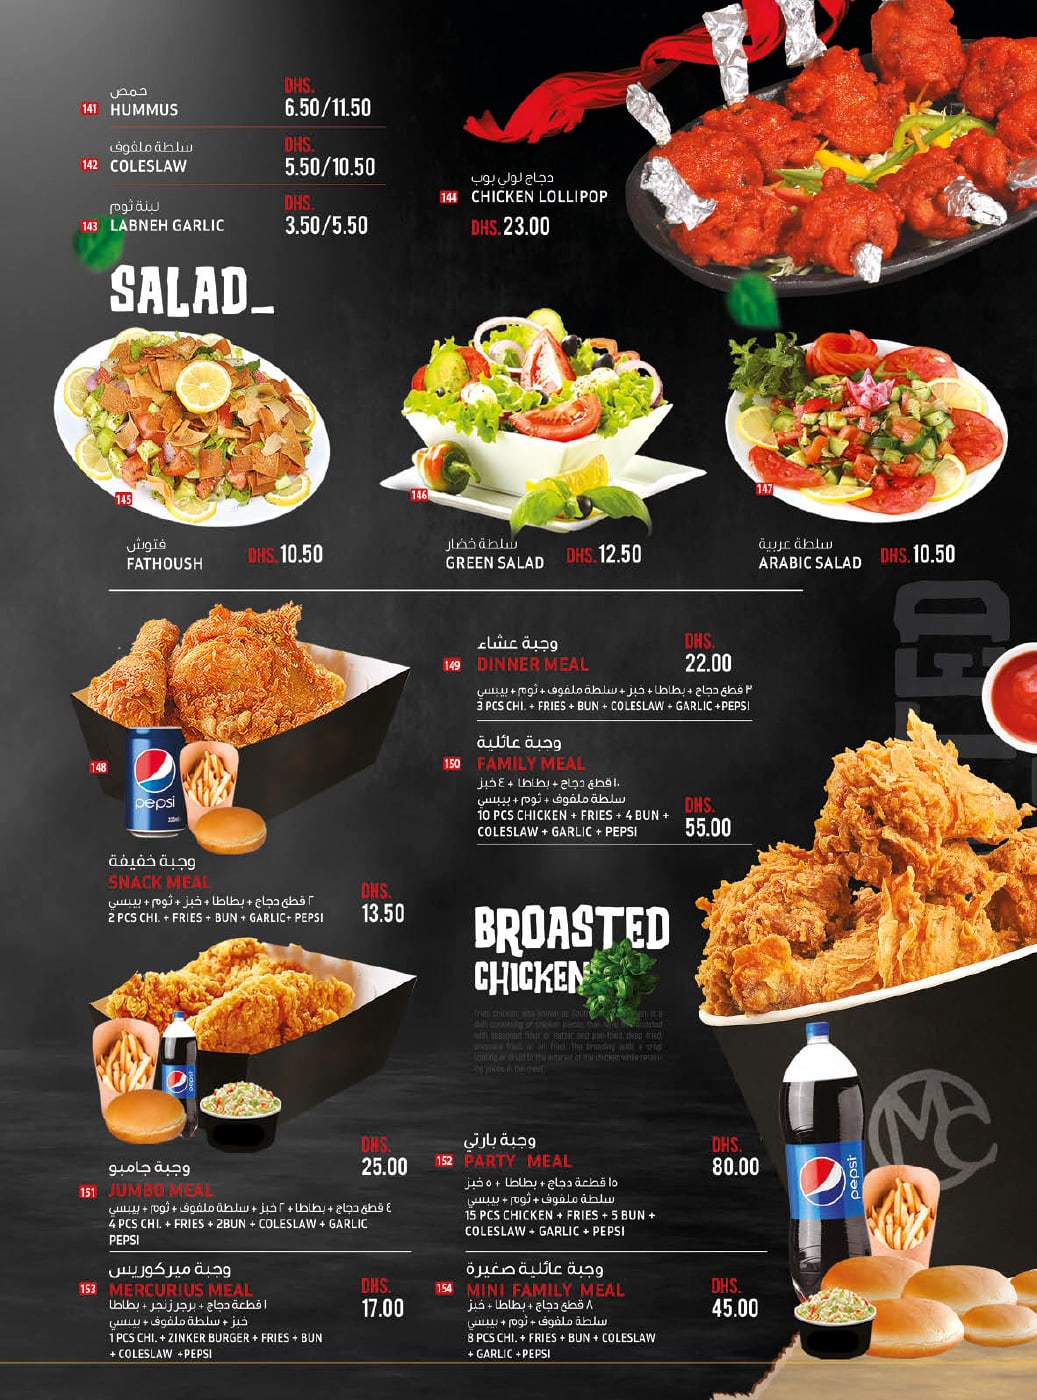 حمص
141 HUMMUS
DHS.
6.50/11.50
سلطة ملفوف
142 COLESLAW
DHS.
5.50/10.50
لبنة ثوم
143 LABNEH GARLIC
DHS.
3.50/5.50
دجاج لولي بوب
144 CHICKEN LOLLIPOP
DHS. 23.00
SALAD_
145
فتوش
FATHOUSH
DHS. 10.50
146
سلطة خضار
GREEN SALAD
DHS. 12.50
147
سلطة عربية
ARABIC SALAD
DHS. 10.50
148
pepsi
وجبة خفيفة
SNACK MEAL
٢ قطع دجاج + بطاطا + خبز + ثوم + بيبسي
2 PCS CHI. + FRIES + BUN + GARLIC+ PEPSI
DHS.
13.50
وجبة عشاء
149 DINNER MEAL
DHS.
22.00
٣ قطع دجاج + بطاطا + خبز + سلطة ملفوف + ثوم + بيبسي
3 PCS CHI. + FRIES + BUN + COLESLAW + GARLIC +PEPSI
وجبة عائلية
150 FAMILY MEAL
١٠ قطع دجاج + بطاطا + ٤ خبز
سلطة ملفوف + ثوم + بيبسي
10 PCS CHICKEN + FRIES + 4 BUN +
COLESLAW + GARLIC + PEPSI
DHS.
55.00
BROASTED
CHICKEN
pepsi
وجبة جامبو
151 JUMBO MEAL
DHS.
25.00
٤ قطع دجاج + بطاطا + ٢ خبز + سلطة ملفوف + ثوم + بيبسي
4 PCS CHI. + FRIES + 2BUN + COLESLAW + GARLIC
PEPSI
وجبة بارتي
152 PARTY MEAL
DHS.
80.00
١٥ قطعة دجاج + بطاطا + ٥ خبز
سلطة ملفوف + ثوم + بيبسي
15 PCS CHICKEN + FRIES + 5 BUN +
COLESLAW + GARLIC + PEPSI
MC
pepsi
وجبة ميركوريس
153 MERCURIUS MEAL
DHS.
17.00
١ قطعة دجاج + برجر زنجر + بطاطا
خبز + سلطة ملفوف + بيبسي
1 PCS CHI. + ZINKER BURGER + FRIES + BUN
+ COLESLAW +PEPSI
وجبة عائلية صغيرة
154 MINI FAMILY MEAL
DHS.
45.00
٨ قطع دجاج + بطاطا + خبز
سلطة ملفوف + ثوم + بيبسي
8 PCS CHI. + FRIES + BUN + COLESLAW
+ GARLIC +PEPSI